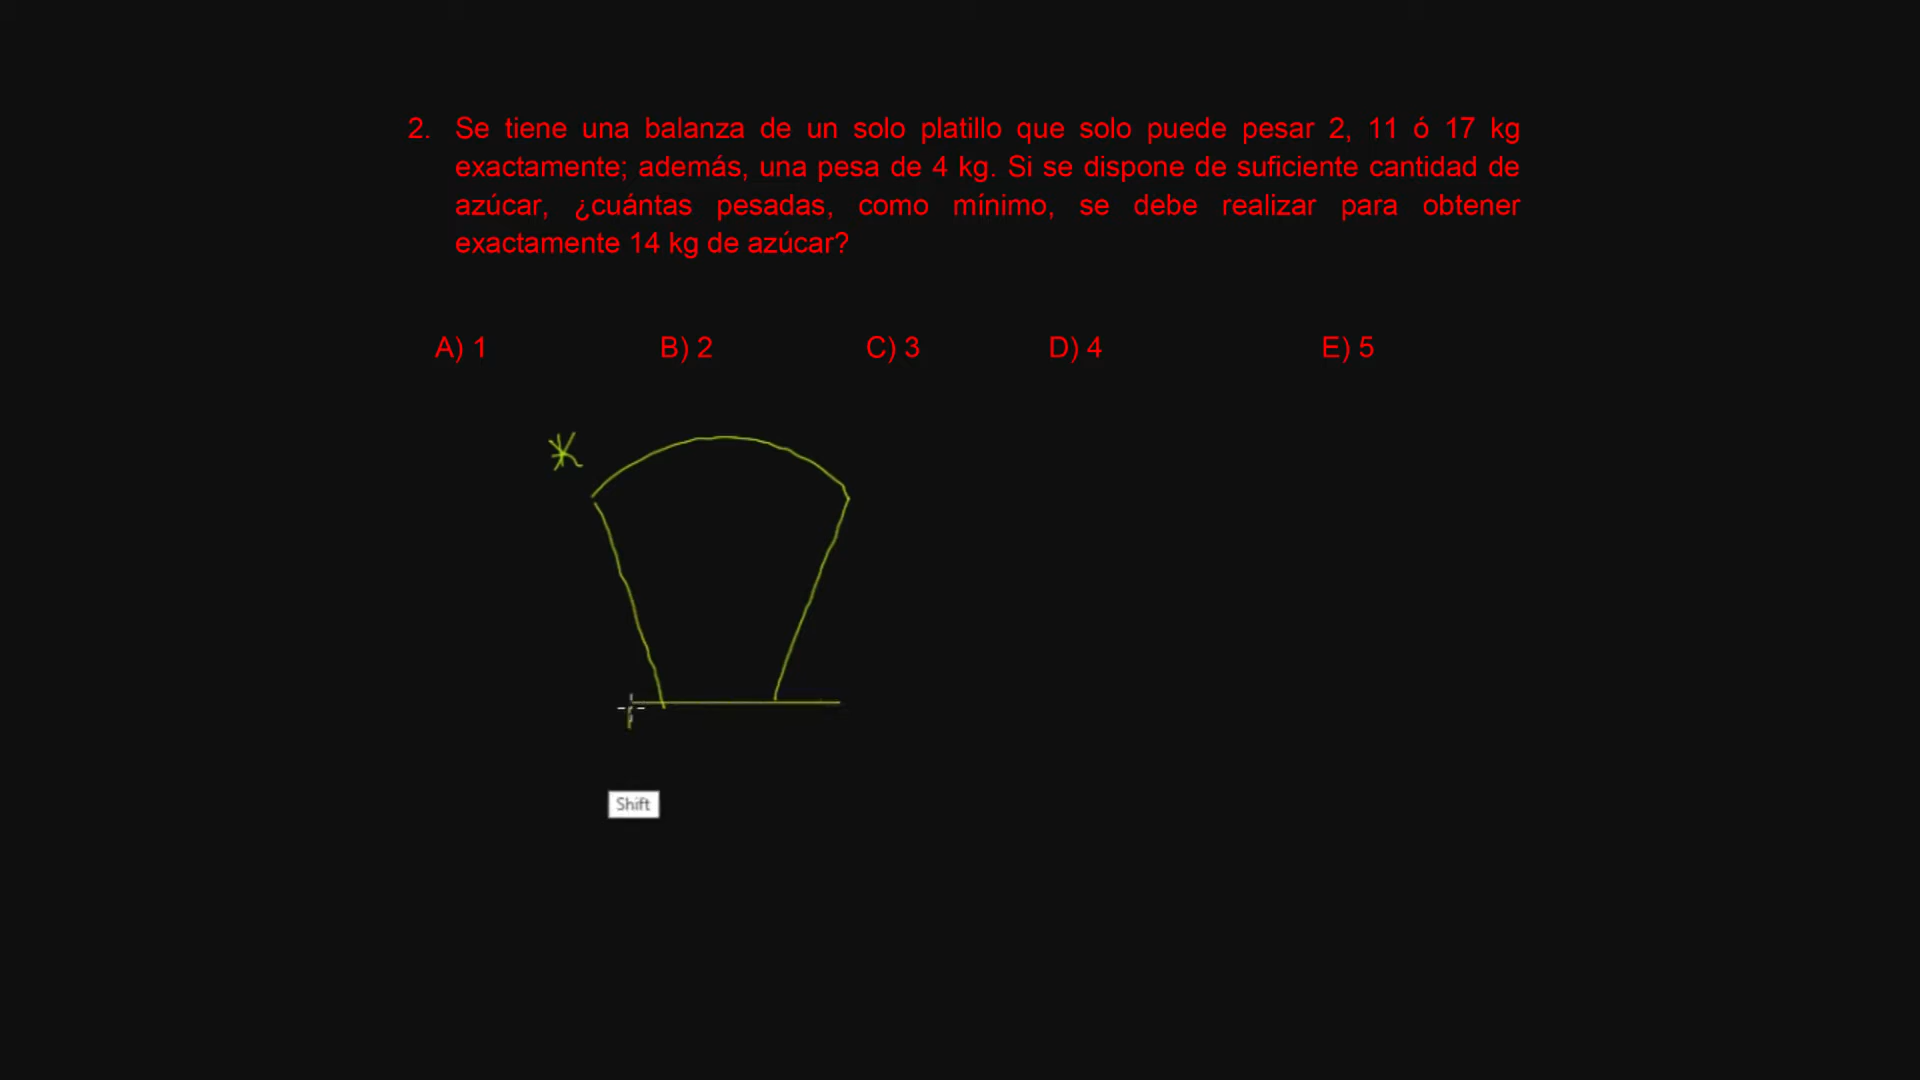 2. Se tiene una balanza de un solo platillo que solo puede pesar 2, 11 ó 17 kg
exactamente; además, una pesa de 4 kg. Si se dispone de suficiente cantidad de
azúcar, ¿cuántas pesadas, como mínimo, se debe realizar para obtener
exactamente 14 kg de azúcar?
A) 1 B) 2 C) 3 D) 4 E) 5
Shift